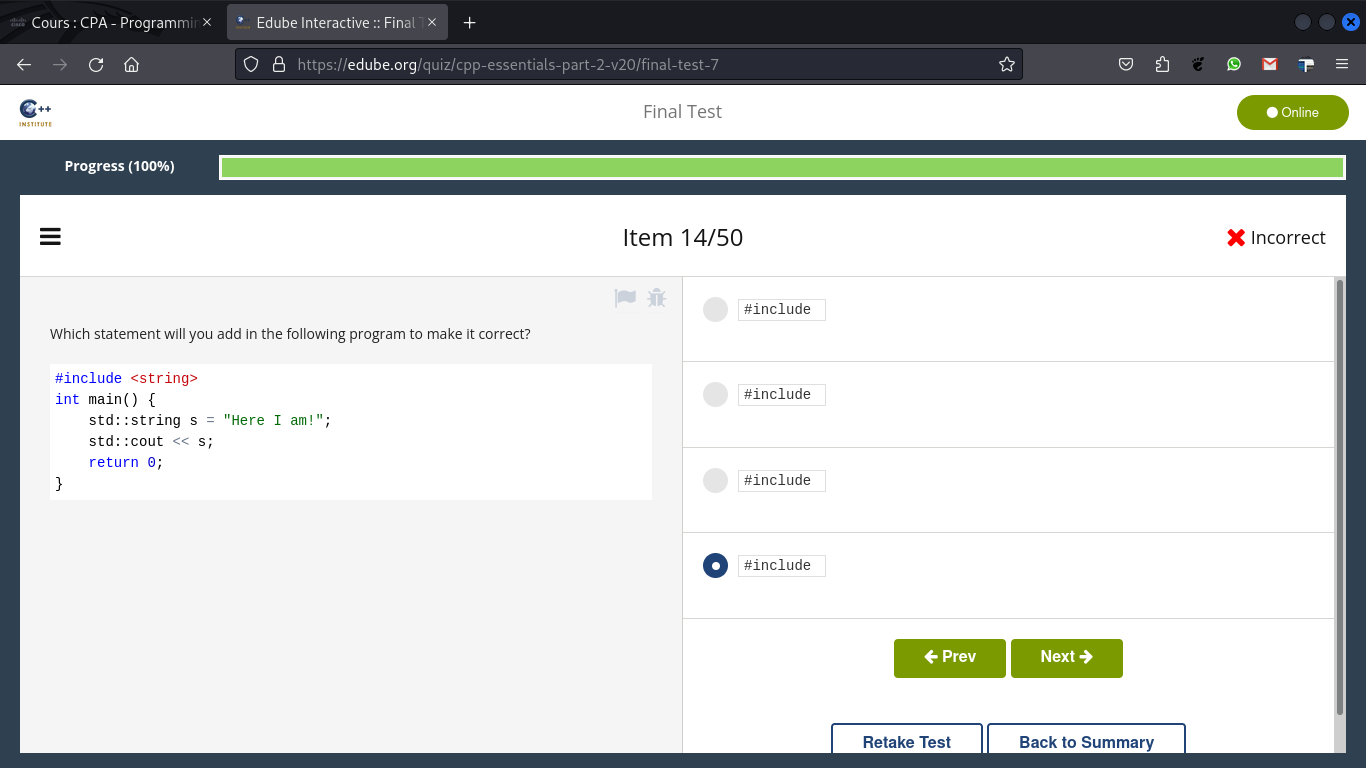 Cours : CPA - Programmin
Edube Interactive :: Final T
https://edube.org/quiz/cpp-essentials-part-2-v20/final-test-7
C++
INSTITUTE
Final Test
Online
Progress (100%)
Item 14/50
Incorrect
Which statement will you add in the following program to make it correct?
#include <string>
int main() {
    std::string s = "Here I am!";
    std::cout << s;
    return 0;
}
#include
#include
#include
#include
Prev
Next
Retake Test
Back to Summary